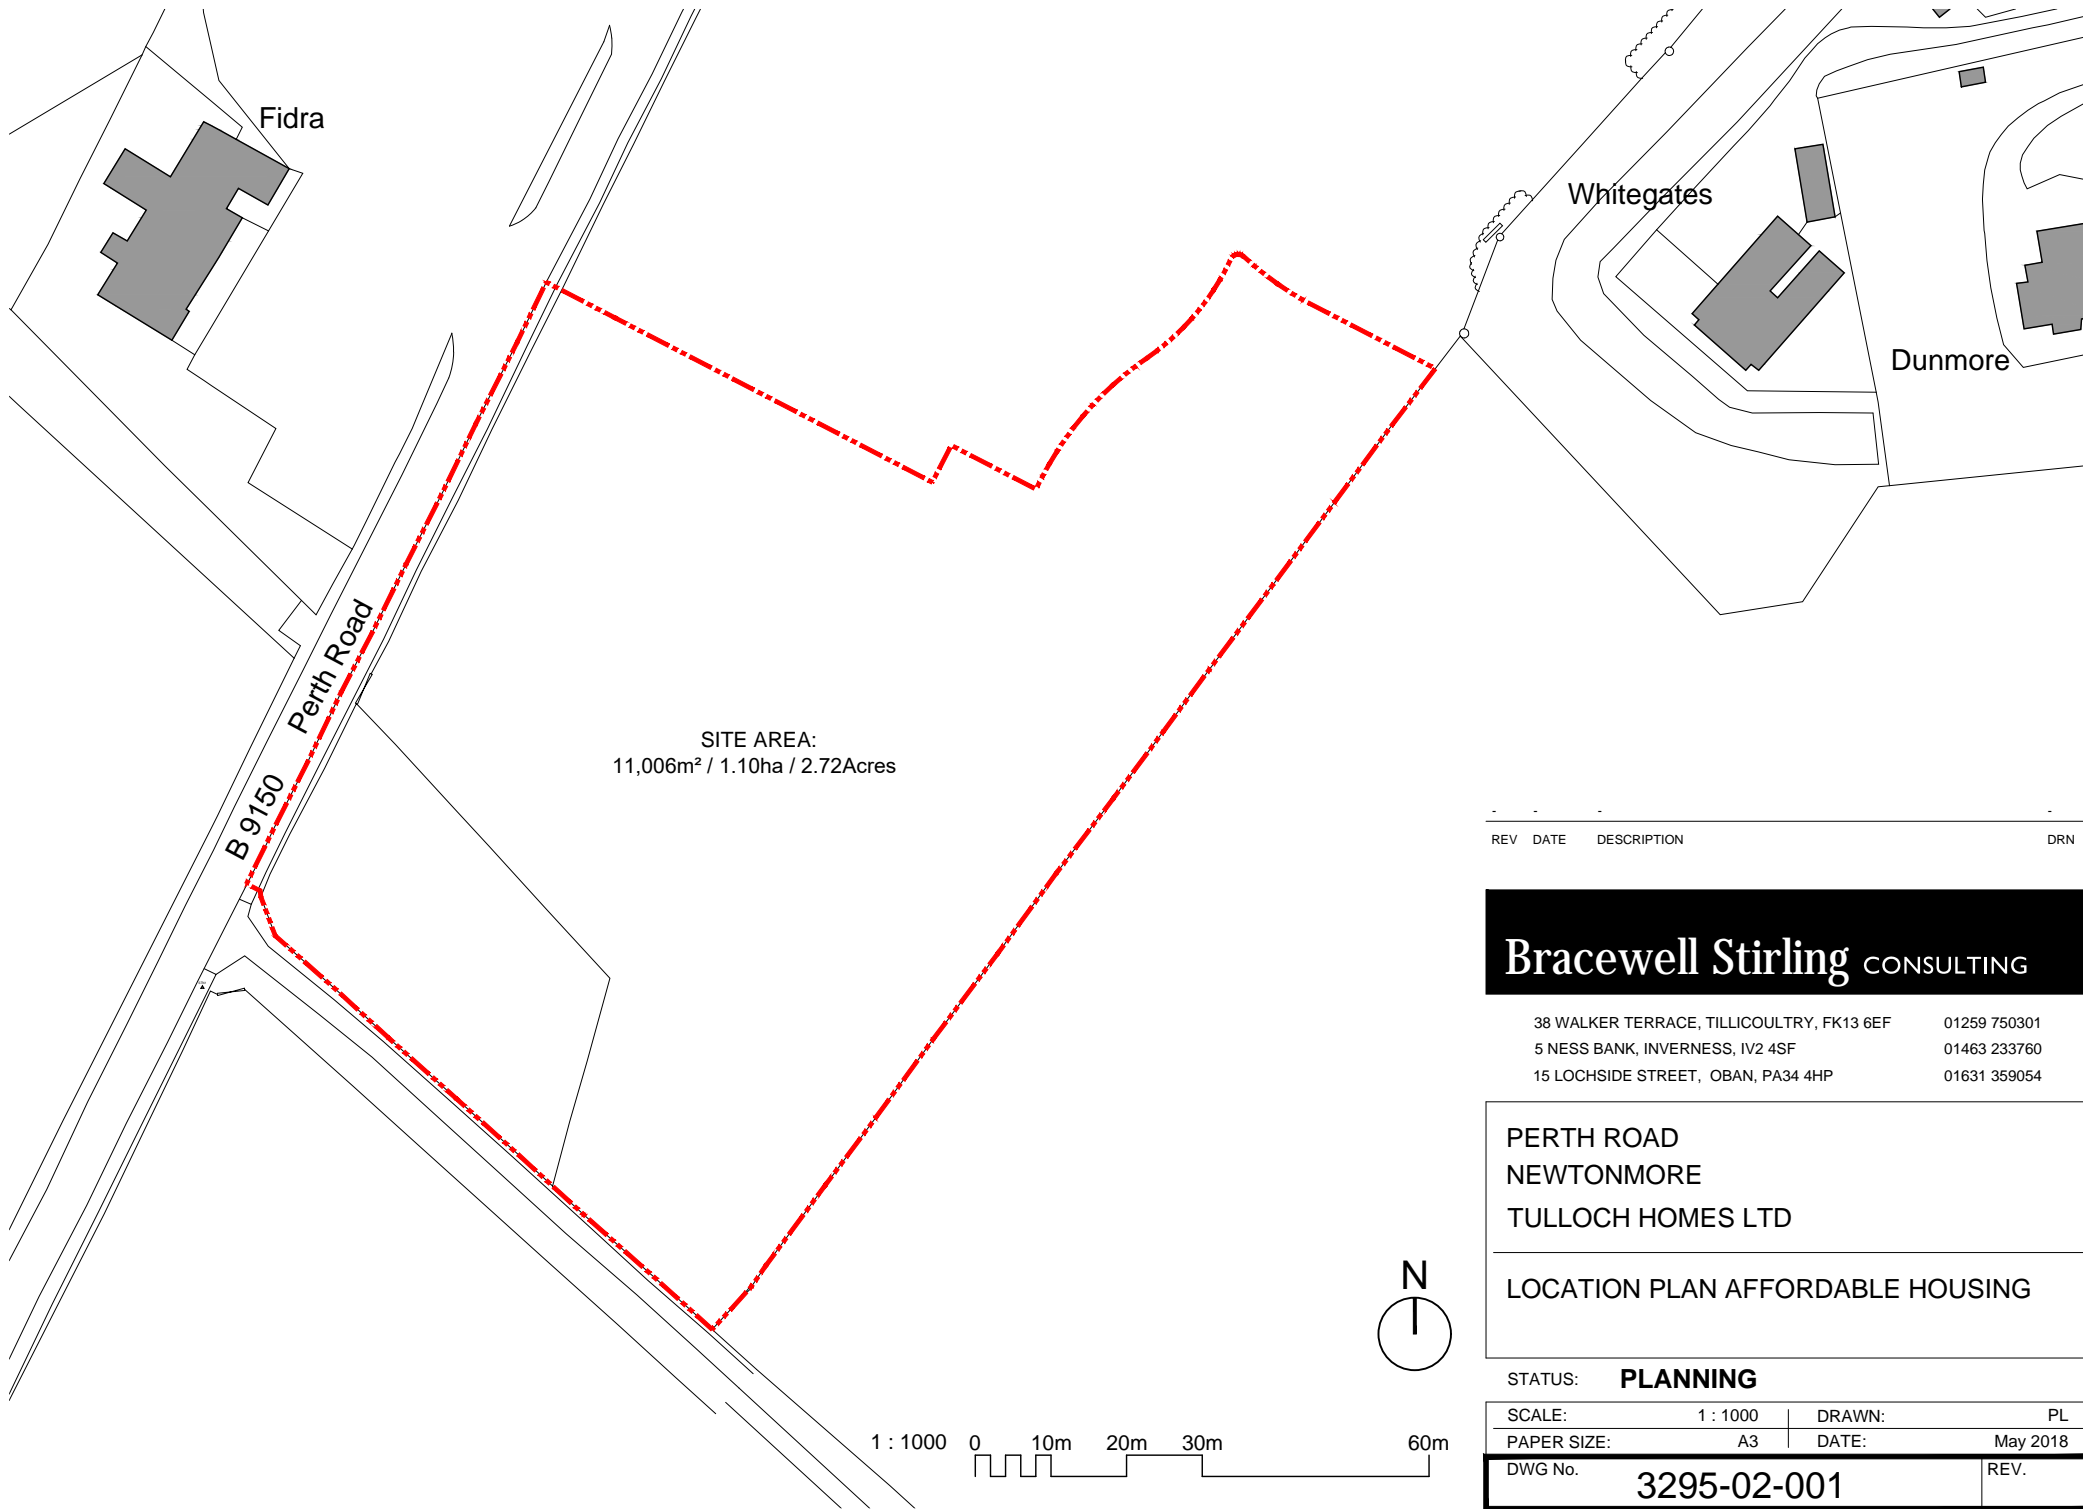 Fidra
Whitegates
Dunmore
Perth Road
B 9150
SITE AREA:
11,006m² / 1.10ha / 2.72Acres
- - - -
REV DATE DESCRIPTION DRN
Bracewell Stirling CONSULTING
38 WALKER TERRACE, TILLICOULTRY, FK13 6EF 01259 750301
5 NESS BANK, INVERNESS, IV2 4SF 01463 233760
15 LOCHSIDE STREET, OBAN, PA34 4HP 01631 359054
PERTH ROAD
NEWTONMORE
TULLOCH HOMES LTD
LOCATION PLAN AFFORDABLE HOUSING
N
STATUS: PLANNING
SCALE: 1 : 1000 DRAWN: PL
PAPER SIZE: A3 DATE: May 2018
DWG No. 3295-02-001 REV.
1 : 1000 0 10m 20m 30m 60m